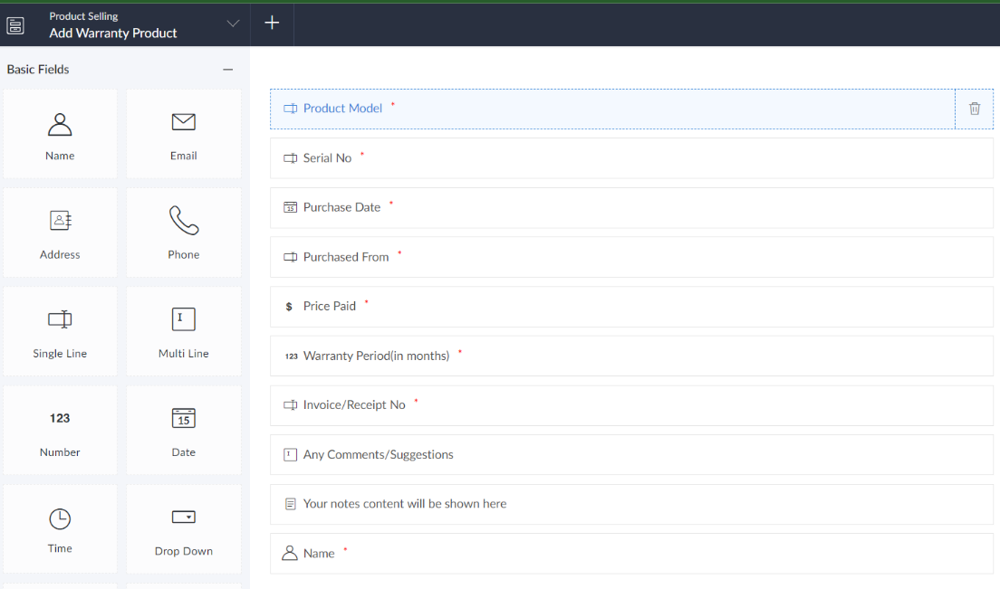 Product Selling
Add Warranty Product
Basic Fields
Name
Email
Address
Phone
Single Line
I
Multi Line
123
Number
15
Date
Time
Drop Down
Product Model *
Serial No *
15 Purchase Date *
Purchased From *
$ Price Paid *
123 Warranty Period(in months) *
Invoice/Receipt No *
I Any Comments/Suggestions
Your notes content will be shown here
Name *